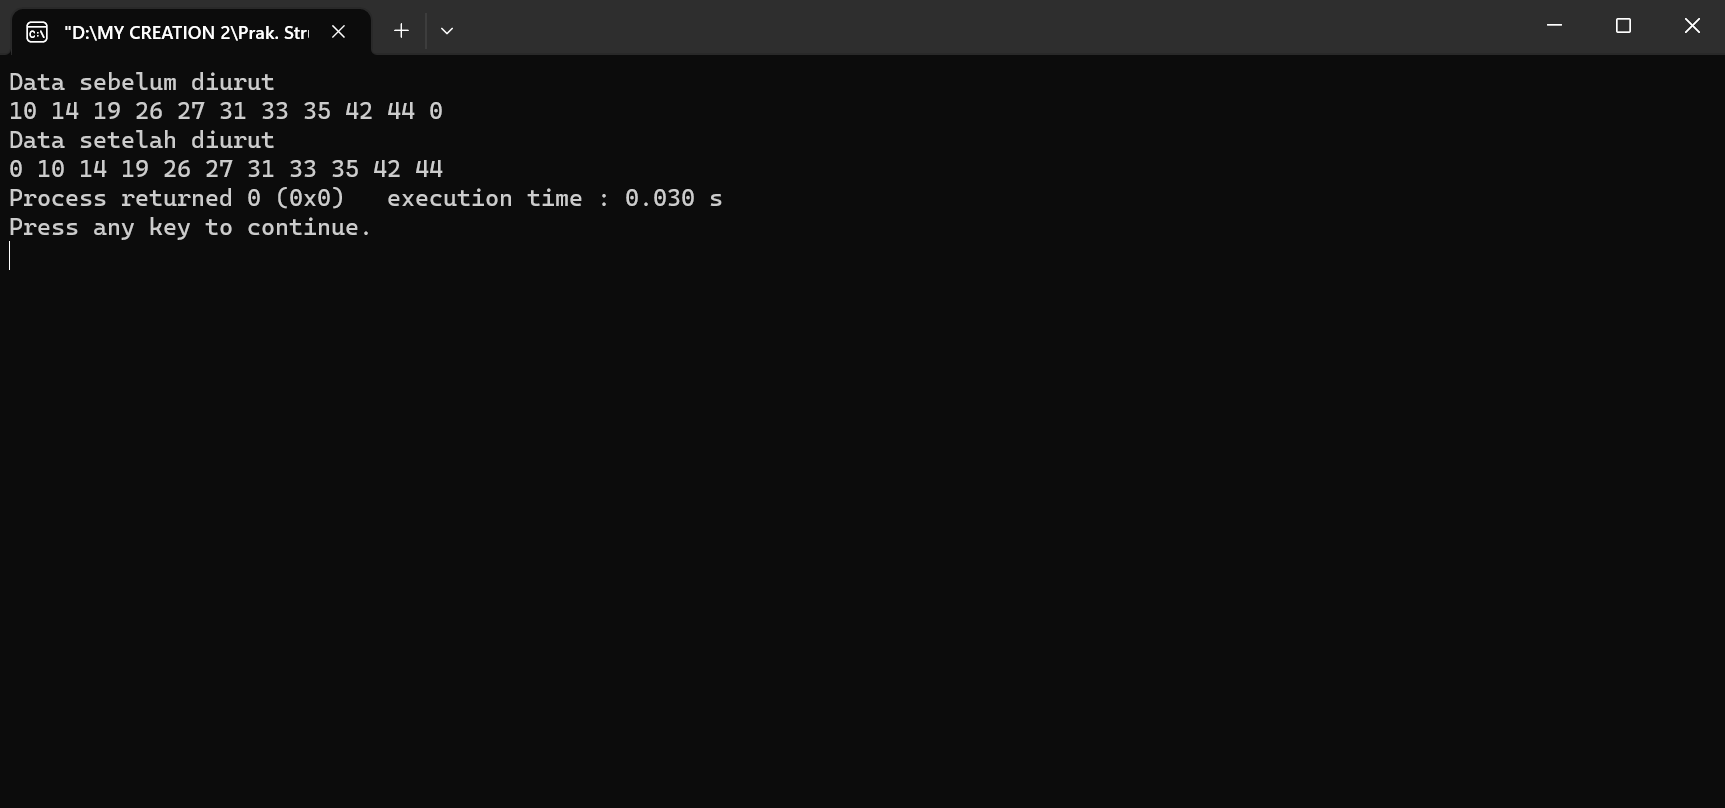 "D:\MY CREATION 2\Prak. Str
Data sebelum diurut
10 14 19 26 27 31 33 35 42 44 0
Data setelah diurut
0 10 14 19 26 27 31 33 35 42 44
Process returned 0 (0x0)   execution time : 0.030 s
Press any key to continue.